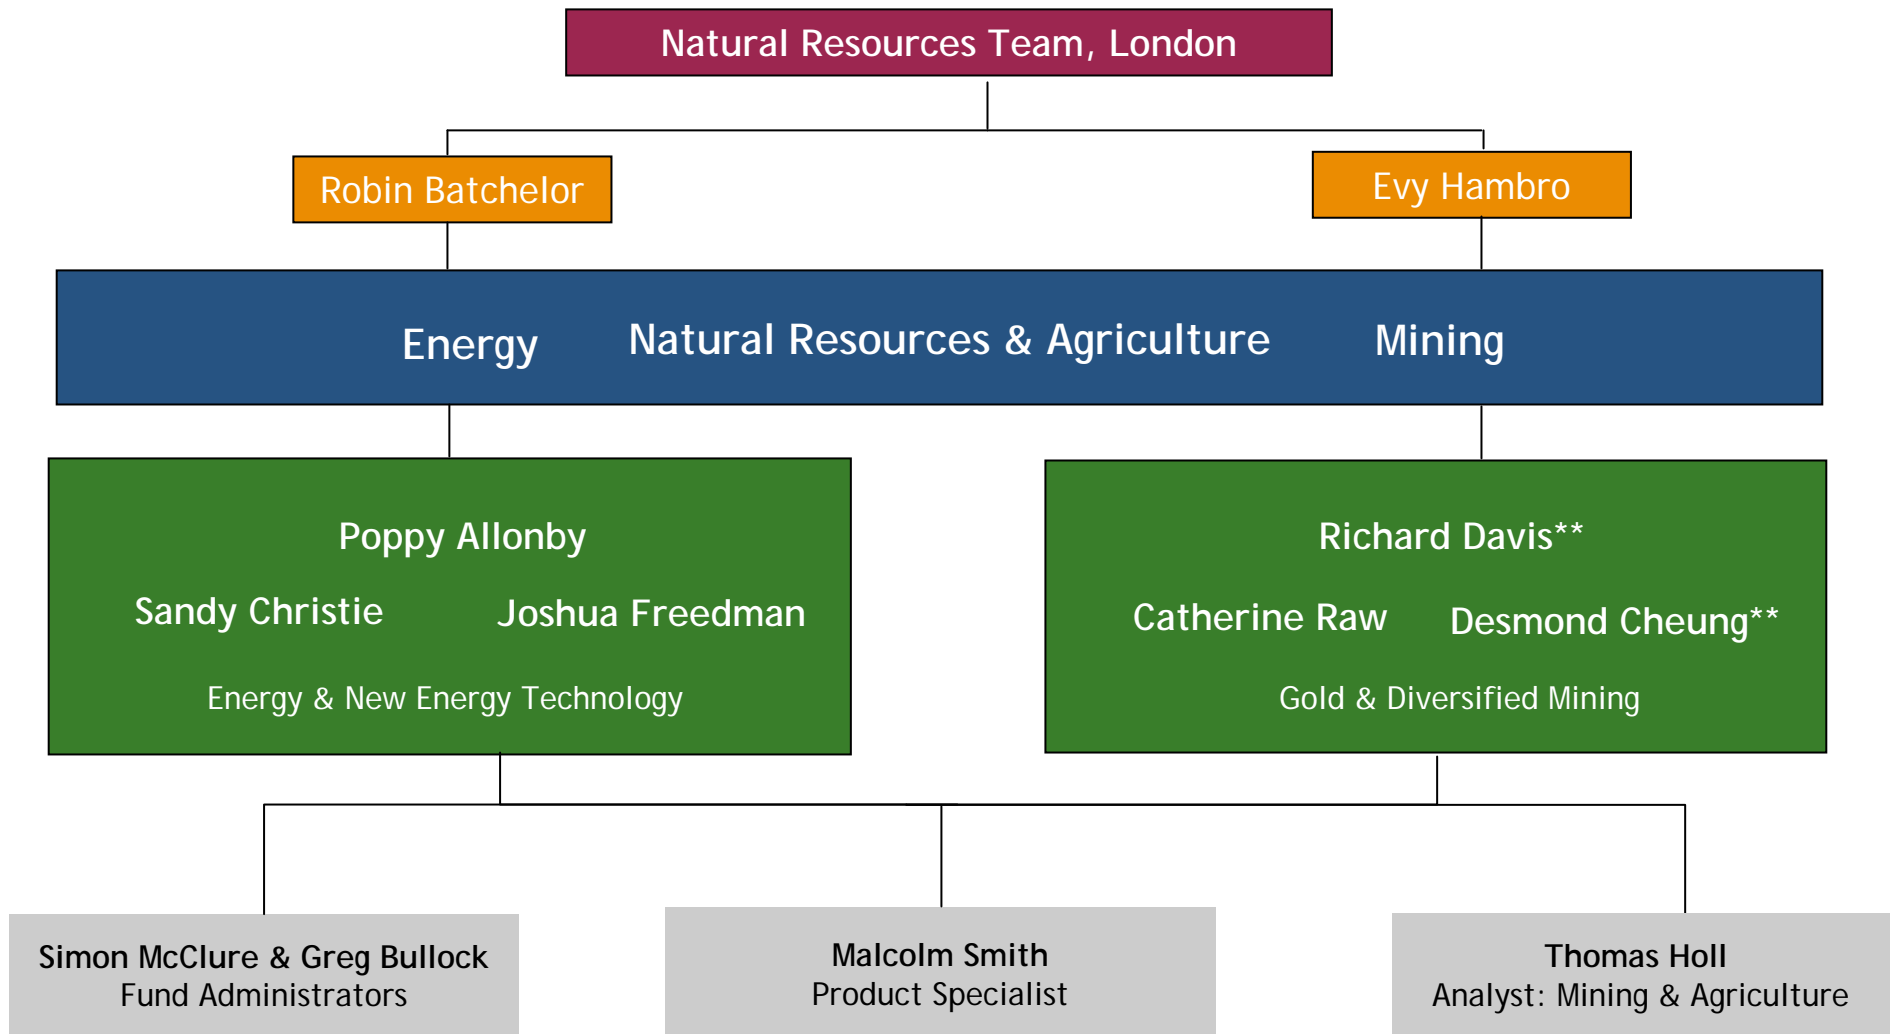 Natural Resources Team, London
Robin Batchelor
Evy Hambro
Energy
Natural Resources & Agriculture
Mining
Poppy Allonby
Sandy Christie
Joshua Freedman
Energy & New Energy Technology
Richard Davis**
Catherine Raw
Desmond Cheung**
Gold & Diversified Mining
Simon McClure & Greg Bullock
Fund Administrators
Malcolm Smith
Product Specialist
Thomas Holl
Analyst: Mining & Agriculture